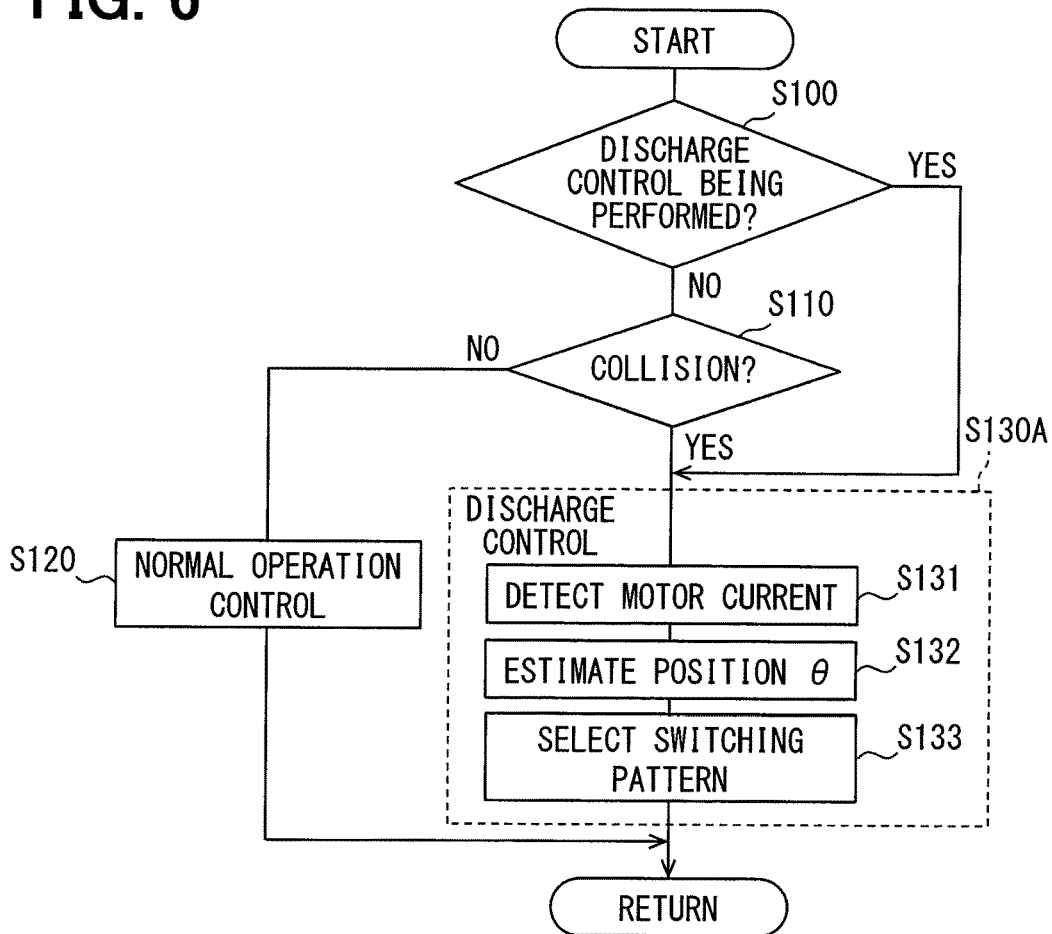 FIG. 6
START
S100
DISCHARGE
CONTROL BEING
PERFORMED?
YES
NO
S110
NO
COLLISION?
YES
S130A
DISCHARGE
CONTROL
S120
NORMAL OPERATION
CONTROL
DETECT MOTOR CURRENT
S131
ESTIMATE POSITION θ
S132
SELECT SWITCHING
PATTERN
S133
RETURN